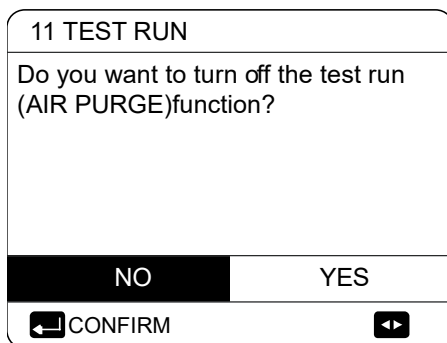 11 TEST RUN
Do you want to turn off the test run
(AIR PURGE)function?
NO YES
CONFIRM